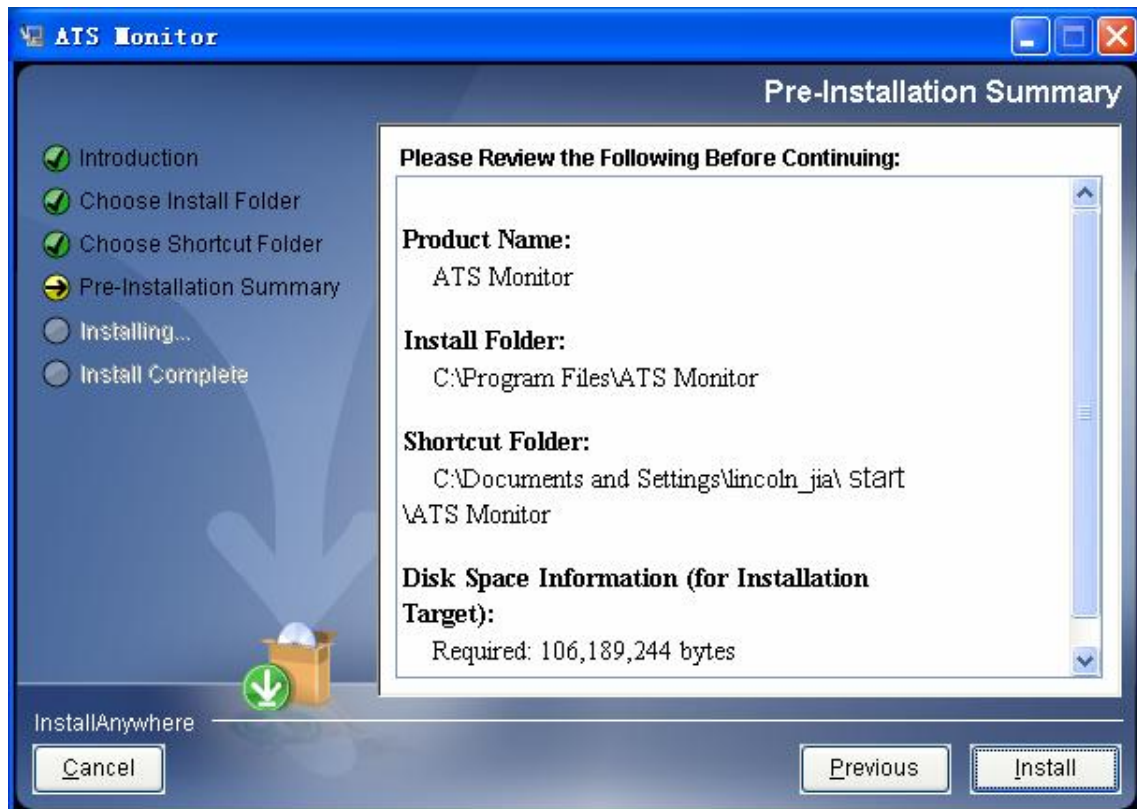 ATS Monitor
Pre-Installation Summary
Introduction
Choose Install Folder
Choose Shortcut Folder
Pre-Installation Summary
Installing...
Install Complete
Please Review the Following Before Continuing:
Product Name:
ATS Monitor
Install Folder:
C:\Program Files\ATS Monitor
Shortcut Folder:
C:\Documents and Settings\lincoln_jia\ start
\ATS Monitor
Disk Space Information (for Installation
Target):
Required: 106,189,244 bytes
InstallAnywhere
Cancel
Previous
Install